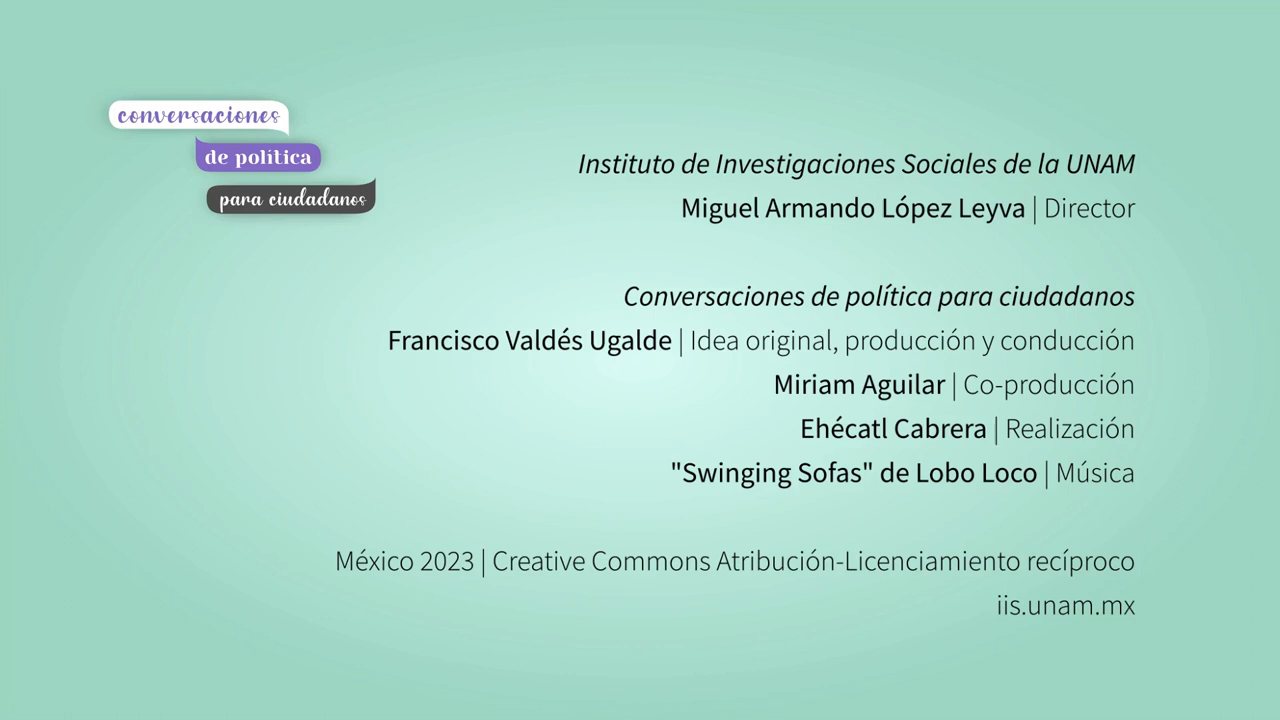 conversaciones
de política
para ciudadanos
Instituto de Investigaciones Sociales de la UNAM
Miguel Armando López Leyva | Director
Conversaciones de política para ciudadanos
Francisco Valdés Ugalde | Idea original, producción y conducción
Miriam Aguilar | Co-producción
Ehécatl Cabrera | Realización
"Swinging Sofas" de Lobo Loco | Música
México 2023 | Creative Commons Atribución-Licenciamiento recíproco
iis.unam.mx